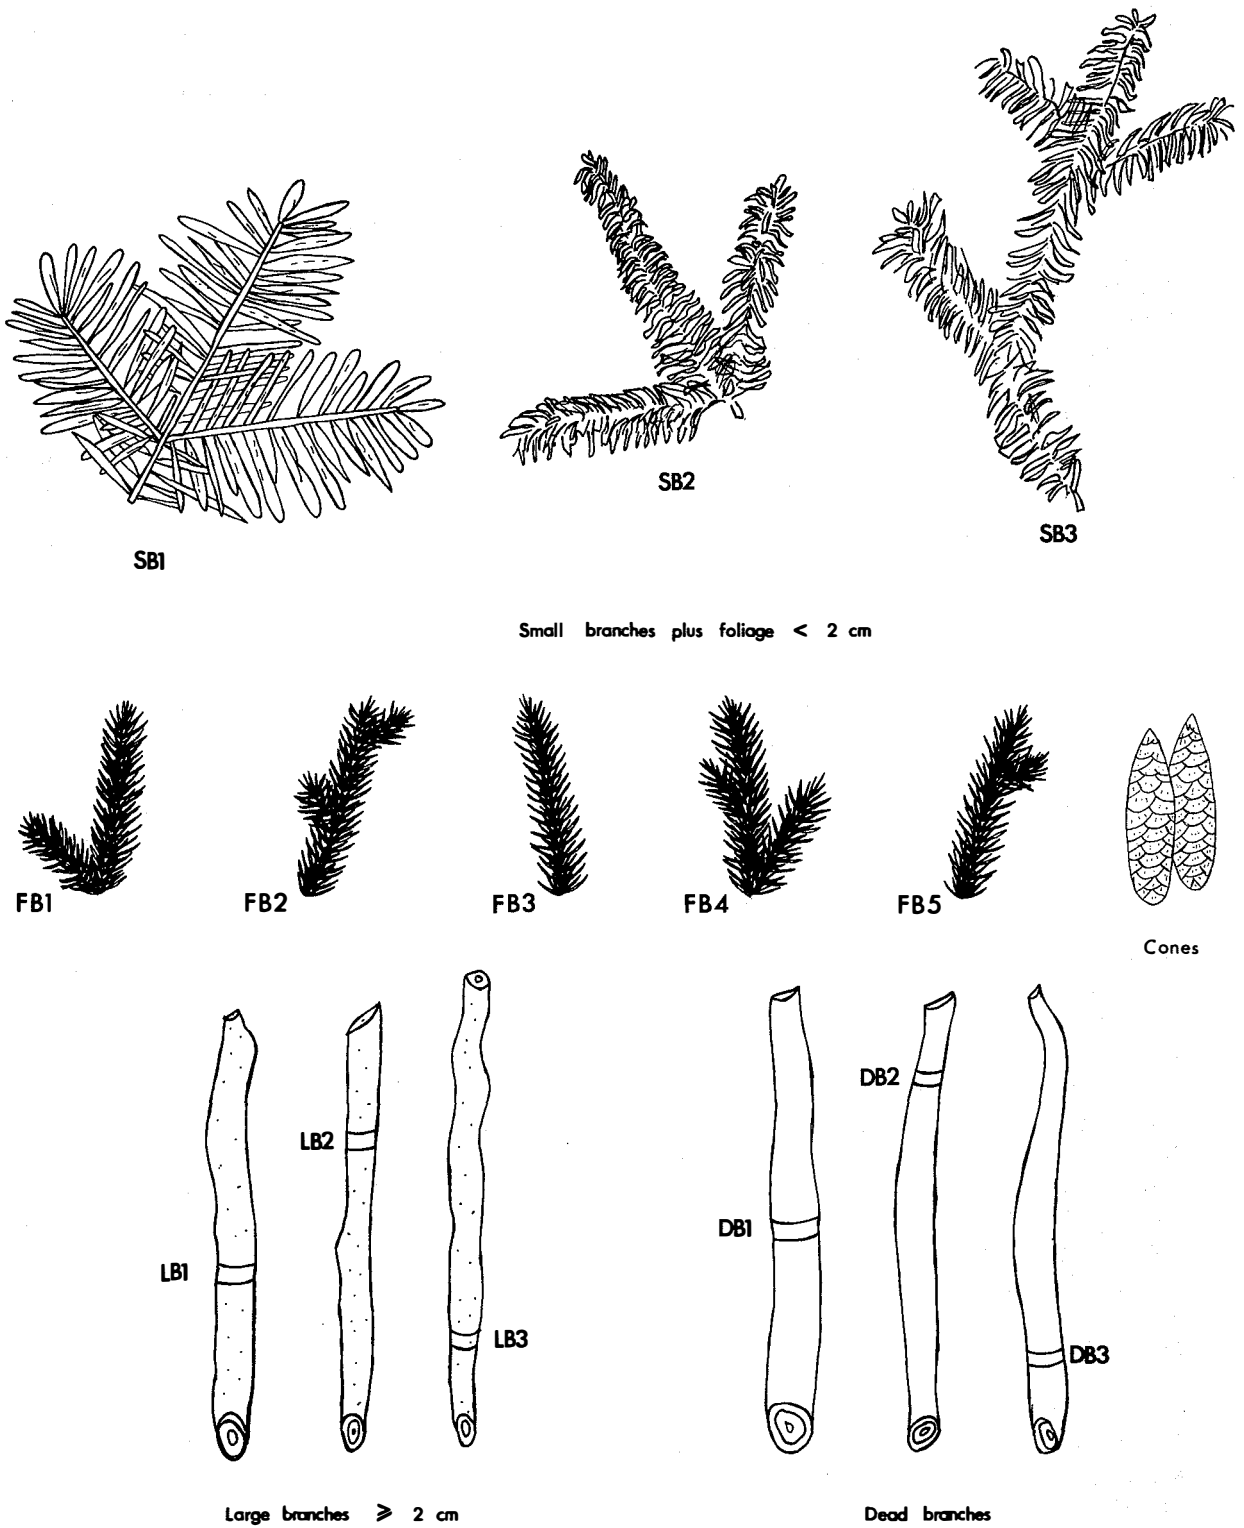 SB1
SB2
SB3
Small branches plus foliage < 2 cm
FB1
FB2
FB3
FB4
FB5
Cones
LB1
LB2
LB3
DB1
DB2
DB3
Large branches ⩾ 2 cm
Dead branches